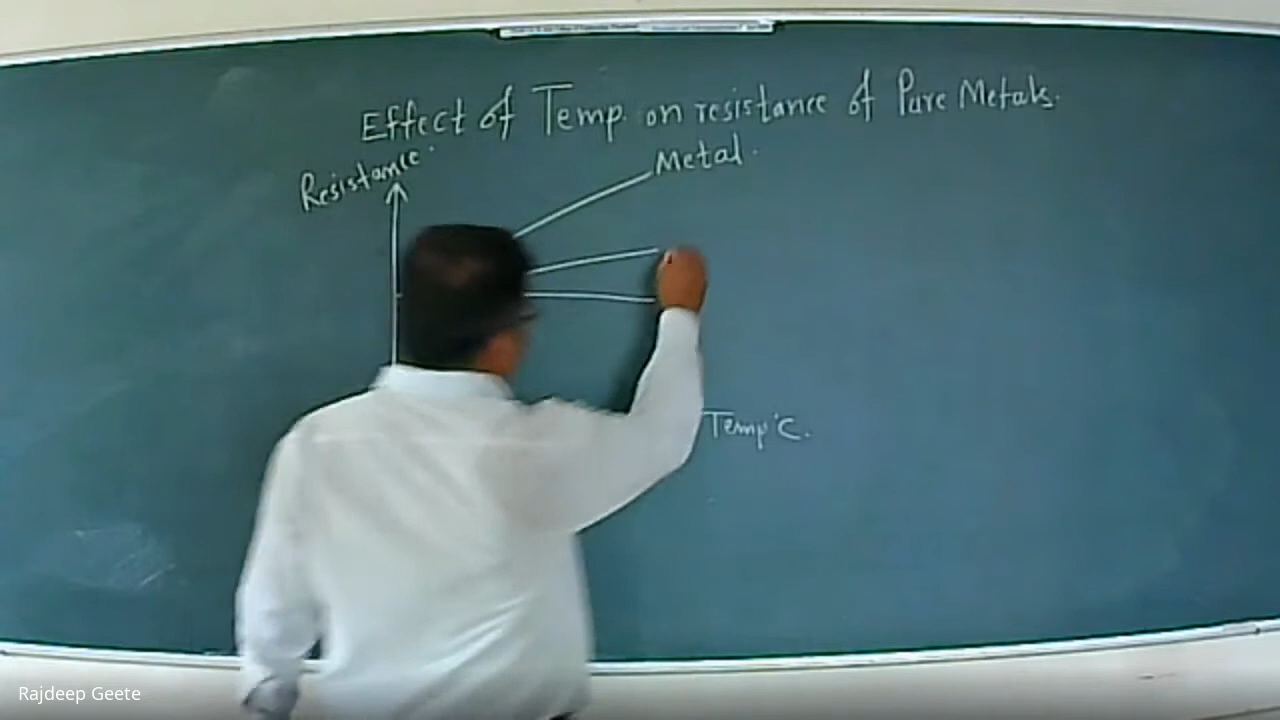 Effect of Temp. on resistance of Pure Metals.
Resistance.
Metal.
Temp°C.
Rajdeep Geete